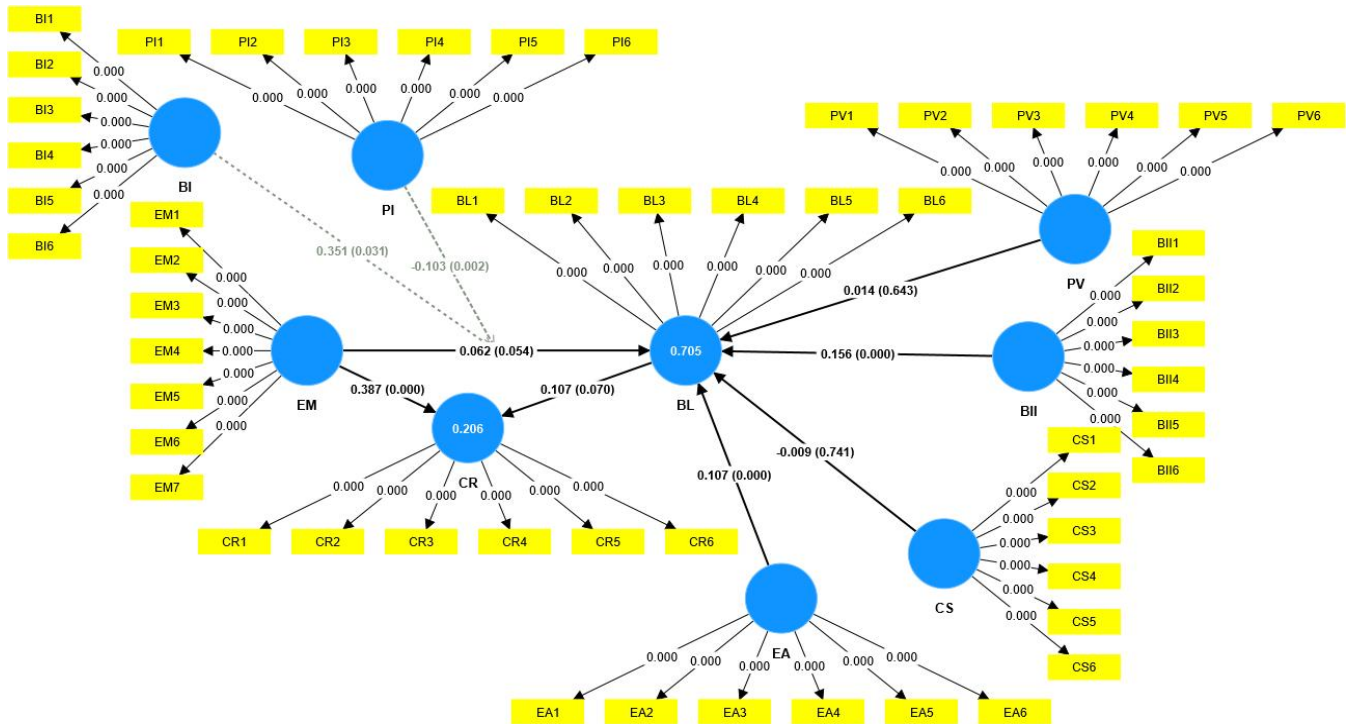 BI1
BI2
BI3
BI4
BI5
BI6
0.000
0.000
0.000
0.000
0.000
0.000
BI
PI1
PI2
PI3
PI4
PI5
PI6
0.000
0.000
0.000
0.000
0.000
0.000
PI
0.351 (0.031)
-0.103 (0.002)
BL1
BL2
BL3
BL4
BL5
BL6
0.000
0.000
0.000
0.000
0.000
0.000
0.705
BL
PV1
PV2
PV3
PV4
PV5
PV6
0.000
0.000
0.000
0.000
0.000
0.000
PV
0.014 (0.643)
BII1
BII2
BII3
BII4
BII5
BII6
0.000
0.000
0.000
0.000
0.000
0.000
BII
0.156 (0.000)
EM1
EM2
EM3
EM4
EM5
EM6
EM7
0.000
0.000
0.000
0.000
0.000
0.000
0.000
EM
0.062 (0.054)
0.387 (0.000)
0.107 (0.070)
0.206
CR
0.000
0.000
0.000
0.000
0.000
0.000
CR1
CR2
CR3
CR4
CR5
CR6
-0.009 (0.741)
0.107 (0.000)
CS1
CS2
CS3
CS4
CS5
CS6
0.000
0.000
0.000
0.000
0.000
0.000
CS
EA
0.000
0.000
0.000
0.000
0.000
0.000
EA1
EA2
EA3
EA4
EA5
EA6